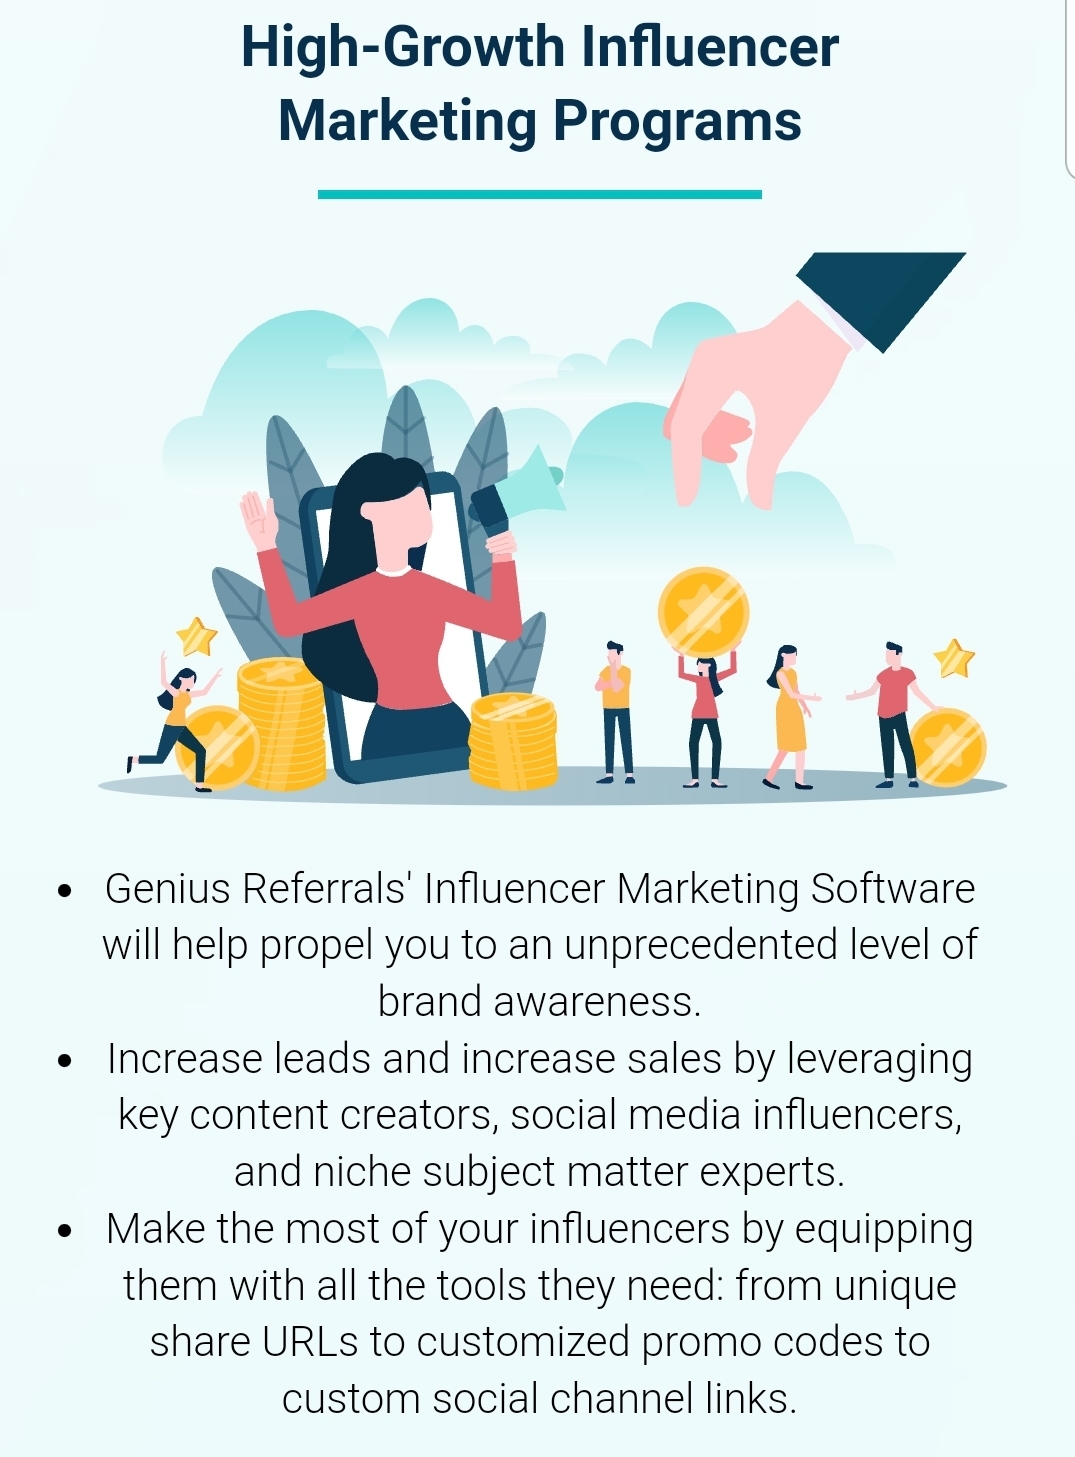 High-Growth Influencer
Marketing Programs
• Genius Referrals' Influencer Marketing Software
will help propel you to an unprecedented level of
brand awareness.
• Increase leads and increase sales by leveraging
key content creators, social media influencers,
and niche subject matter experts.
• Make the most of your influencers by equipping
them with all the tools they need: from unique
share URLs to customized promo codes to
custom social channel links.